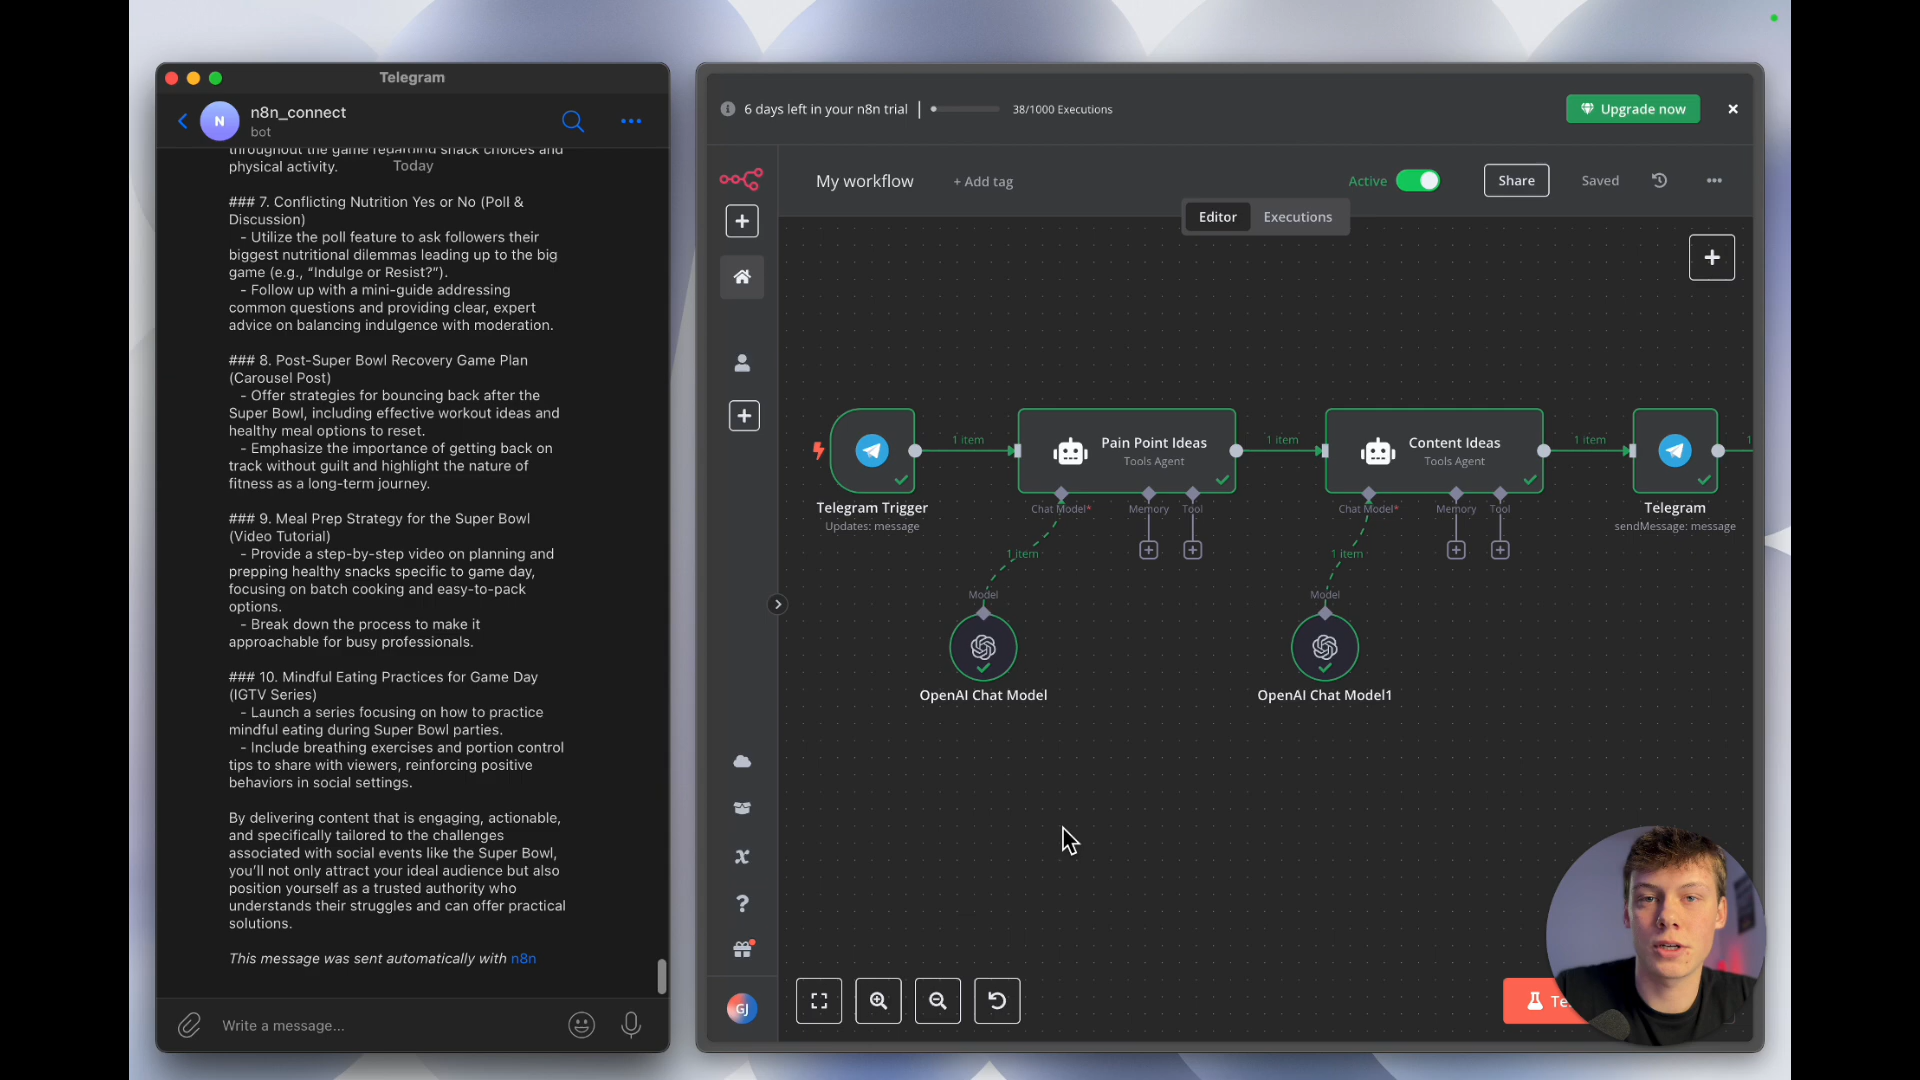 Telegram
N
n8n_connect
bot
throughout the game regarding snack choices and
physical activity.
Today
### 7. Conflicting Nutrition Yes or No (Poll &
Discussion)
- Utilize the poll feature to ask followers their
biggest nutritional dilemmas leading up to the big
game (e.g., “Indulge or Resist?”).
- Follow up with a mini-guide addressing
common questions and providing clear, expert
advice on balancing indulgence with moderation.
### 8. Post-Super Bowl Recovery Game Plan
(Carousel Post)
- Offer strategies for bouncing back after the
Super Bowl, including effective workout ideas and
healthy meal options to reset.
- Emphasize the importance of getting back on
track without guilt and highlight the nature of
fitness as a long-term journey.
### 9. Meal Prep Strategy for the Super Bowl
(Video Tutorial)
- Provide a step-by-step video on planning and
prepping healthy snacks specific to game day,
focusing on batch cooking and easy-to-pack
options.
- Break down the process to make it
approachable for busy professionals.
### 10. Mindful Eating Practices for Game Day
(IGTV Series)
- Launch a series focusing on how to practice
mindful eating during Super Bowl parties.
- Include breathing exercises and portion control
tips to share with viewers, reinforcing positive
behaviors in social settings.
By delivering content that is engaging, actionable,
and specifically tailored to the challenges
associated with social events like the Super Bowl,
you’ll not only attract your ideal audience but also
position yourself as a trusted authority who
understands their struggles and can offer practical
solutions.
This message was sent automatically with n8n
Write a message...
6 days left in your n8n trial
38/1000 Executions
Upgrade now
My workflow
+ Add tag
Active
Share
Saved
Editor
Executions
1 item
1 item
1 item
1
Pain Point Ideas
Tools Agent
Content Ideas
Tools Agent
Telegram Trigger
Updates: message
Chat Model*
Memory
Tool
Chat Model*
Memory
Tool
Telegram
sendMessage: message
1 item
1 item
Model
Model
OpenAI Chat Model
OpenAI Chat Model1
GJ